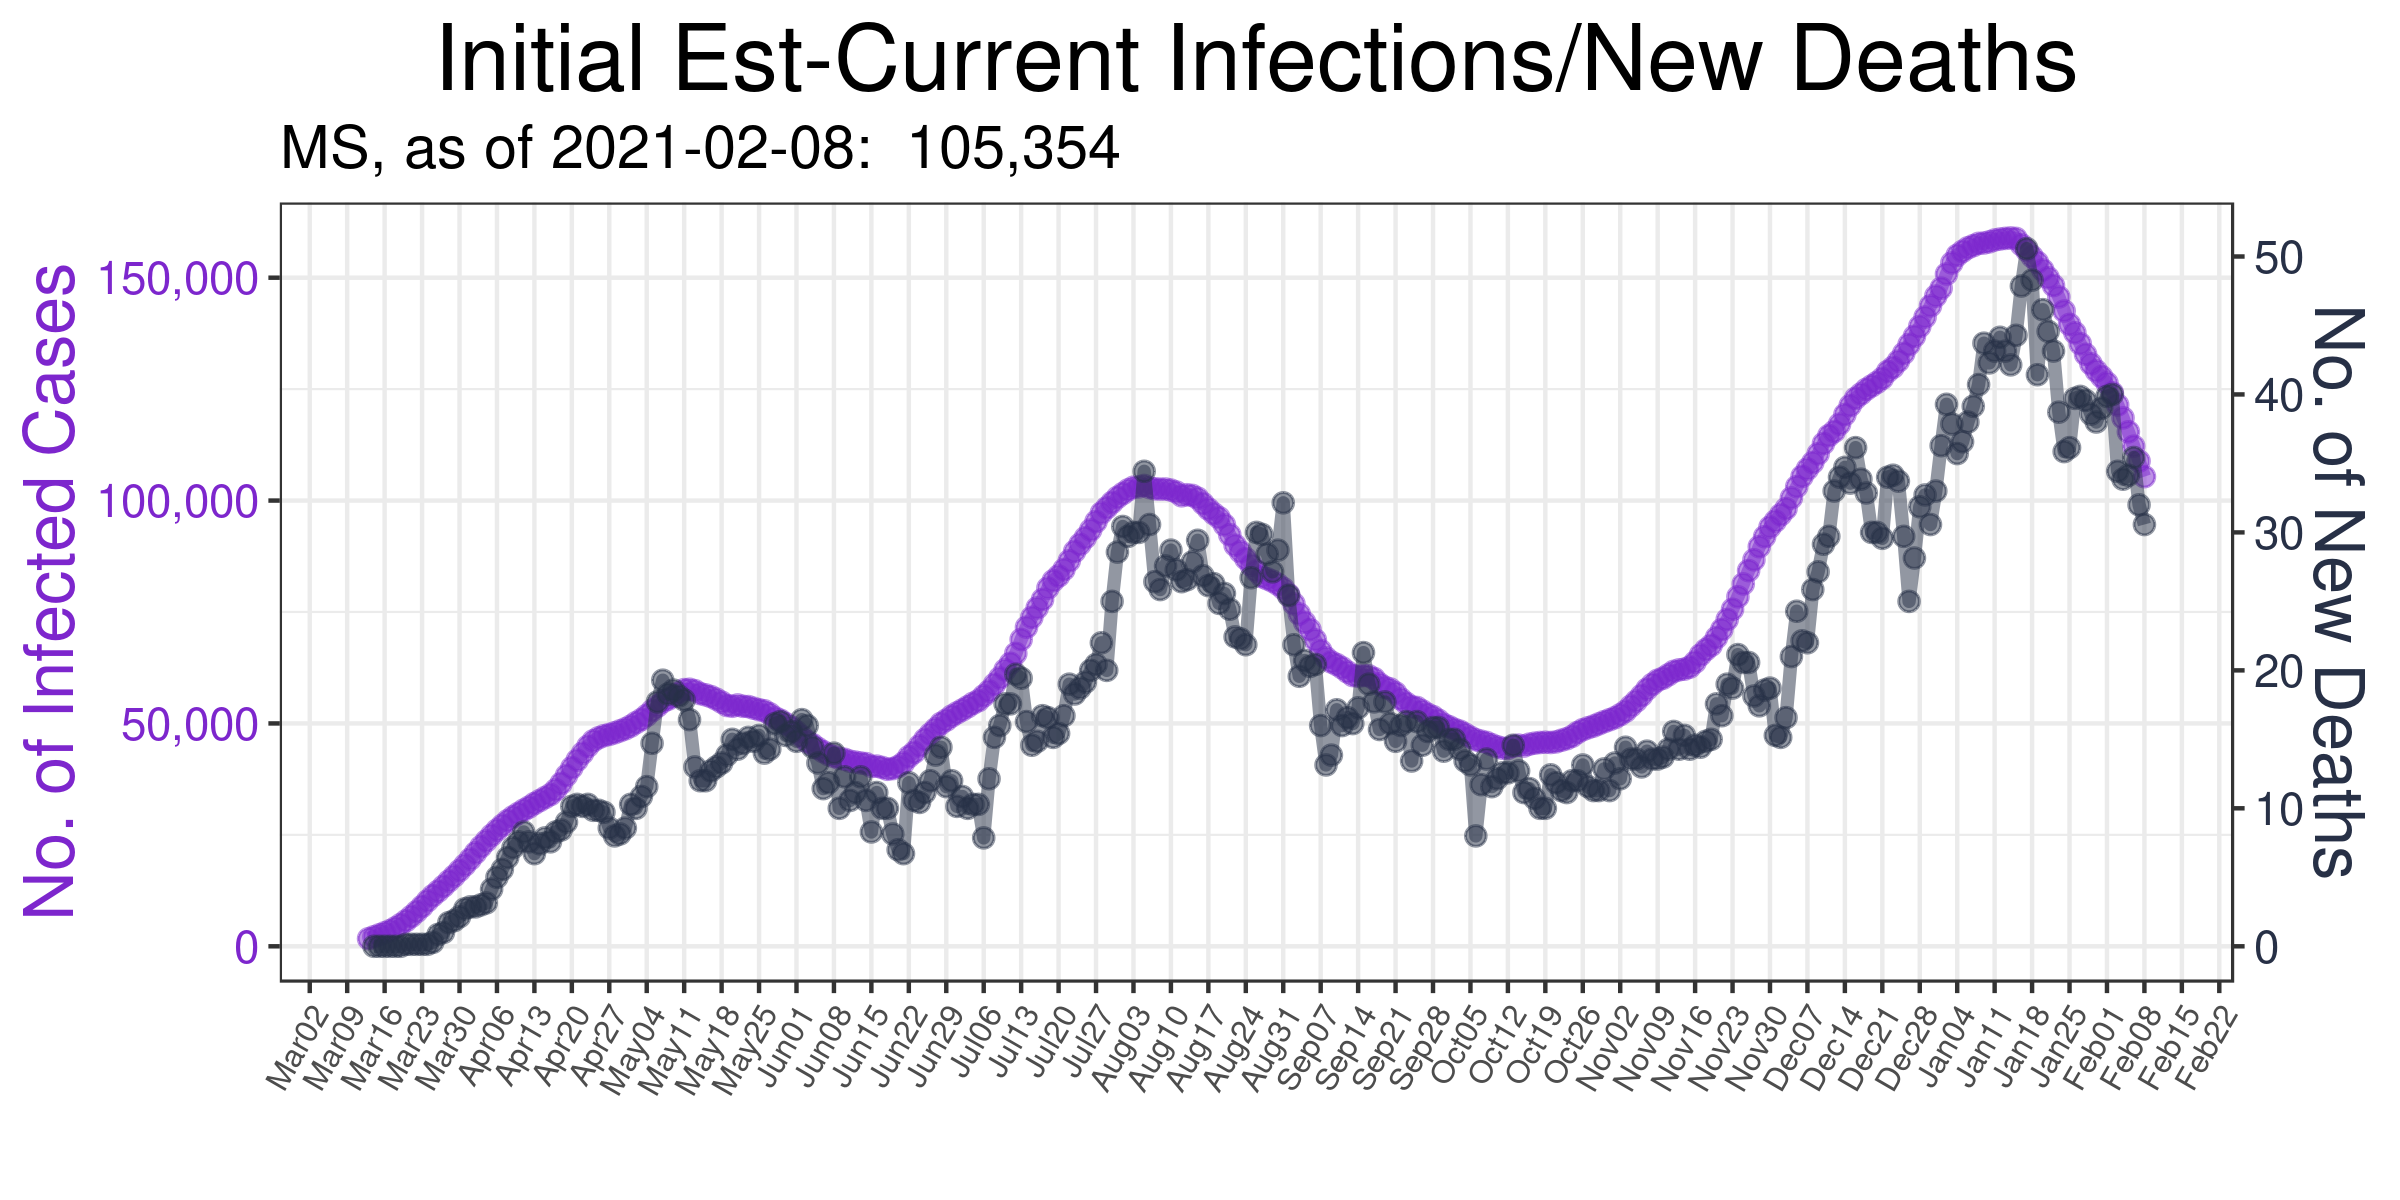 Initial Est-Current Infections/New Deaths
MS, as of 2021-02-08:  105,354
No. of Infected Cases
150,000
100,000
50,000
0
50
40
30
20
10
0
No. of New Deaths
Mar02 Mar09 Mar16 Mar23 Mar30 Apr06 Apr13 Apr20 Apr27 May04 May11 May18 May25 Jun01 Jun08 Jun15 Jun22 Jun29 Jul06 Jul13 Jul20 Jul27 Aug03 Aug10 Aug17 Aug24 Aug31 Sep07 Sep14 Sep21 Sep28 Oct05 Oct12 Oct19 Oct26 Nov02 Nov09 Nov16 Nov23 Nov30 Dec07 Dec14 Dec21 Dec28 Jan04 Jan11 Jan18 Jan25 Feb01 Feb08 Feb15 Feb22